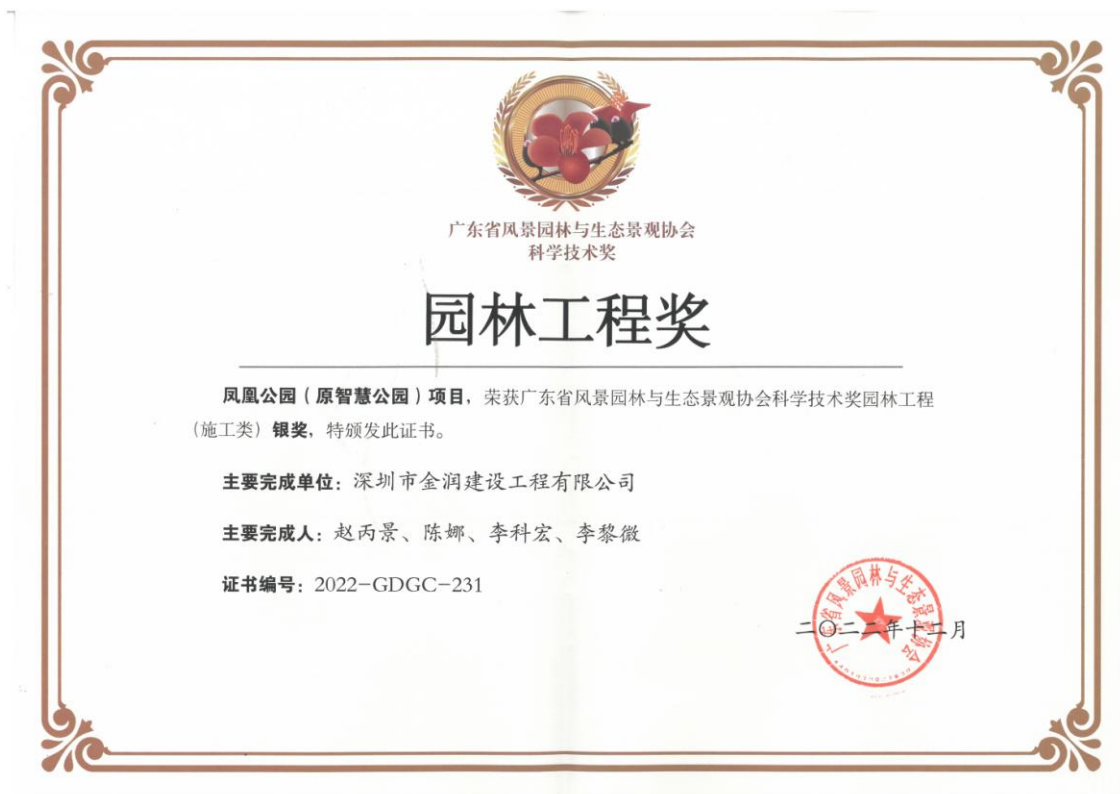 广东省风景园林与生态景观协会
科学技术奖
园林工程奖
凤凰公园（原智慧公园）项目，荣获广东省风景园林与生态景观协会科学技术奖园林工程
（施工类）银奖，特颁发此证书。
主要完成单位：深圳市金润建设工程有限公司
主要完成人：赵丙景、陈娜、李科宏、李黎微
证书编号：2022-GDGC-231
广东省风景园林与生态景观协会
二〇二二年十二月